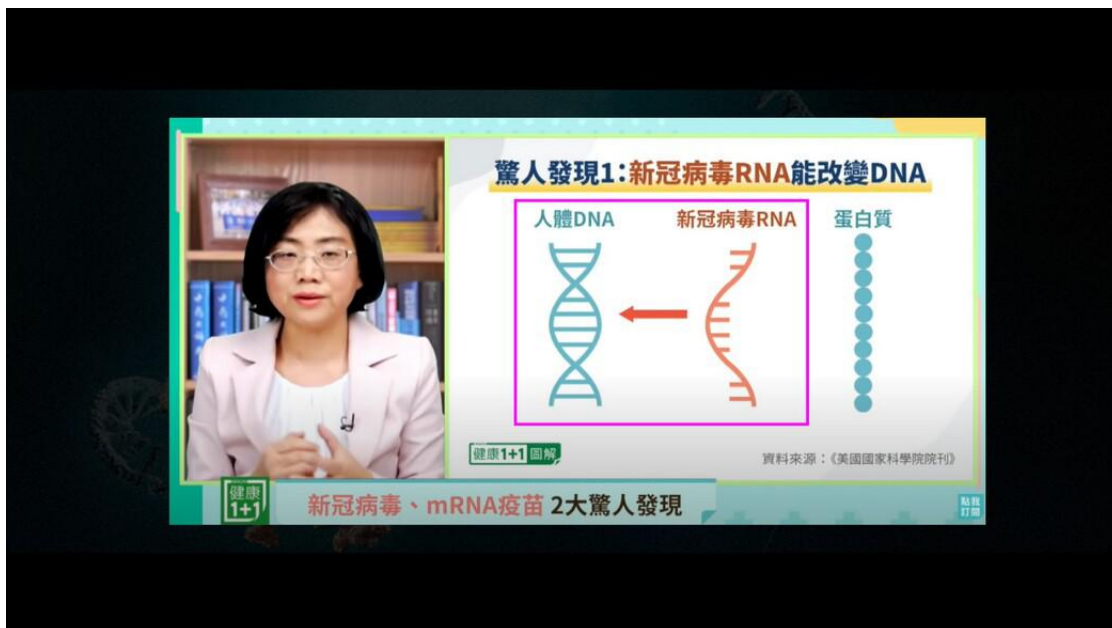 驚人發現1:新冠病毒RNA能改變DNA
人體DNA
新冠病毒RNA
蛋白質
健康1+1 圖解
資料來源:《美國國家科學院院刊》
健康
1+1
新冠病毒、mRNA疫苗 2大驚人發現
點我
訂閱